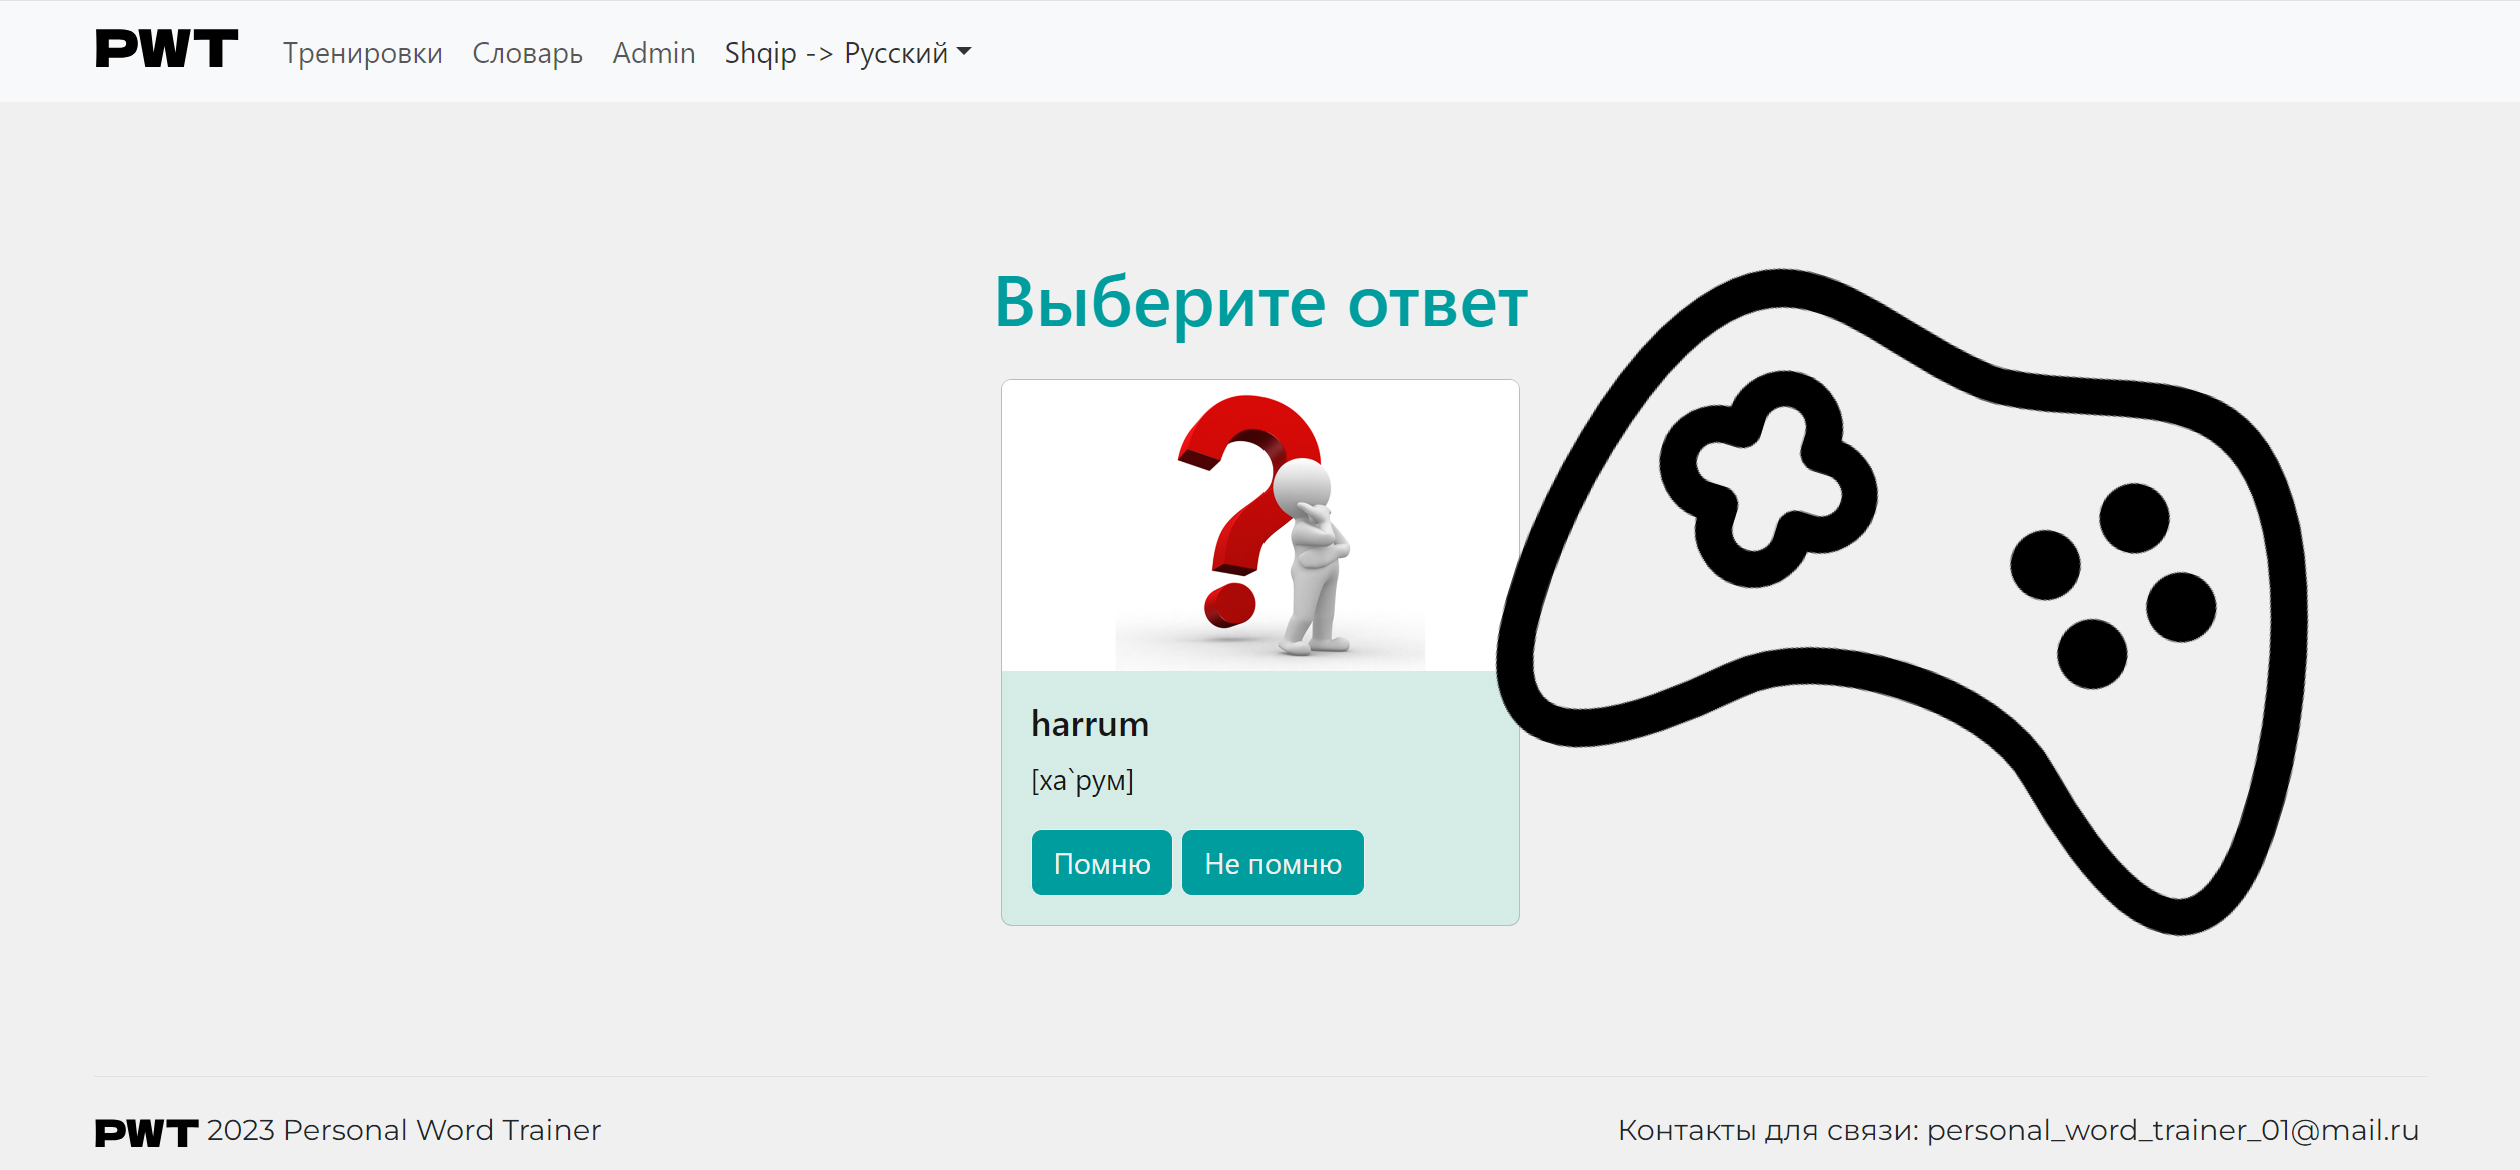 PWT Тренировки Словарь Admin Shqip -> Русский
Выберите ответ
harrum
[ха`рум]
Помню Не помню
PWT 2023 Personal Word Trainer Контакты для связи: personal_word_trainer_01@mail.ru